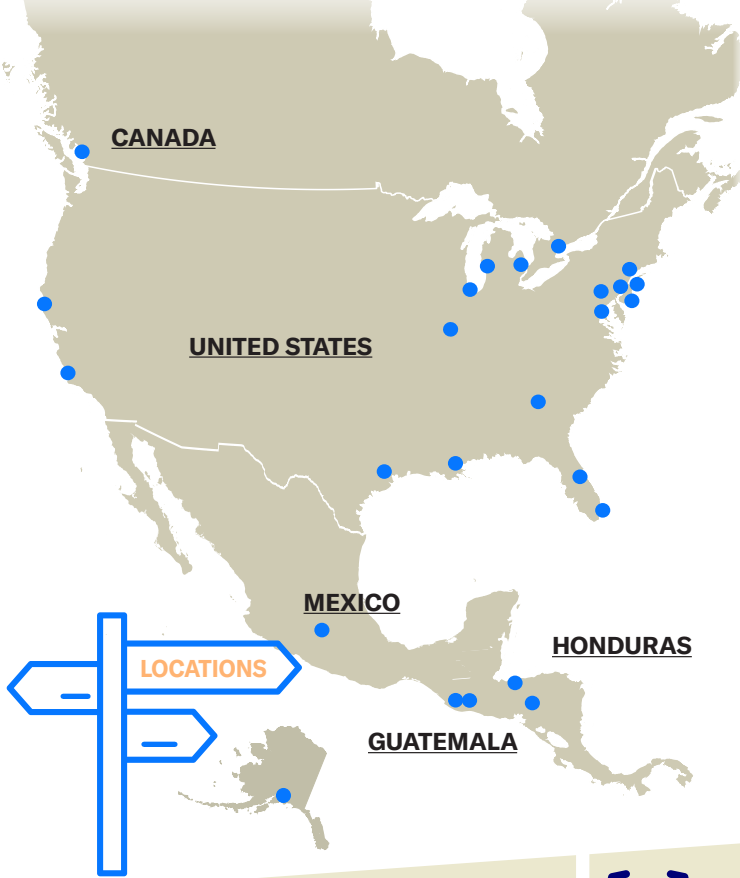 CANADA
UNITED STATES
MEXICO
HONDURAS
LOCATIONS
GUATEMALA